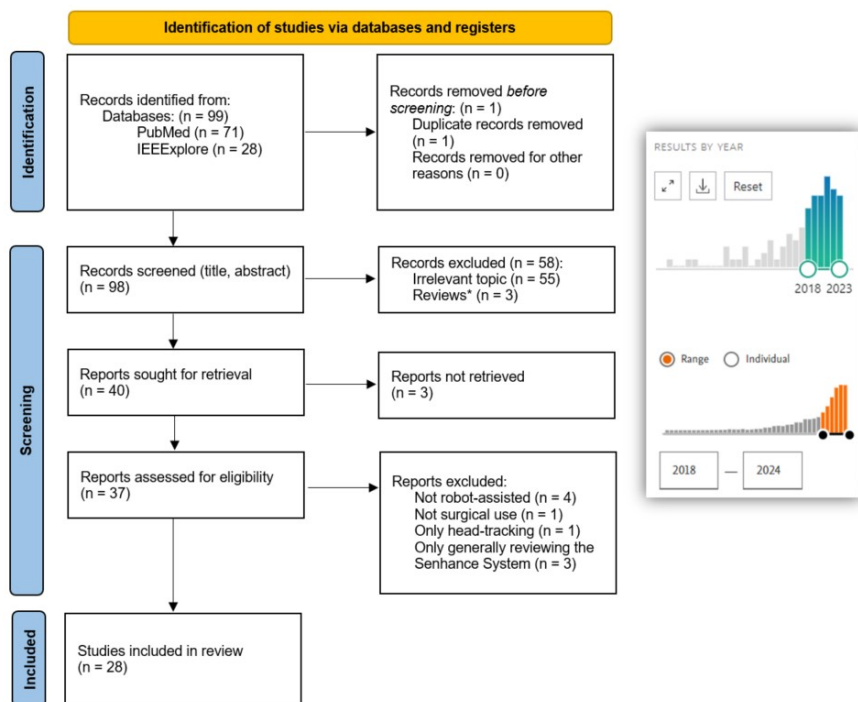 Identification of studies via databases and registers
Identification
Records identified from:
Databases: (n = 99)
PubMed (n = 71)
IEEExplore (n = 28)
Records removed before
screening: (n = 1)
Duplicate records removed
(n = 1)
Records removed for other
reasons (n = 0)
Screening
Records screened (title, abstract)
(n = 98)
Records excluded (n = 58):
Irrelevant topic (n = 55)
Reviews* (n = 3)
Reports sought for retrieval
(n = 40)
Reports not retrieved
(n = 3)
Reports assessed for eligibility
(n = 37)
Reports excluded:
Not robot-assisted (n = 4)
Not surgical use (n = 1)
Only head-tracking (n = 1)
Only generally reviewing the
Senhance System (n = 3)
Included
Studies included in review
(n = 28)
RESULTS BY YEAR
Reset
2018 2023
Range Individual
2018 — 2024